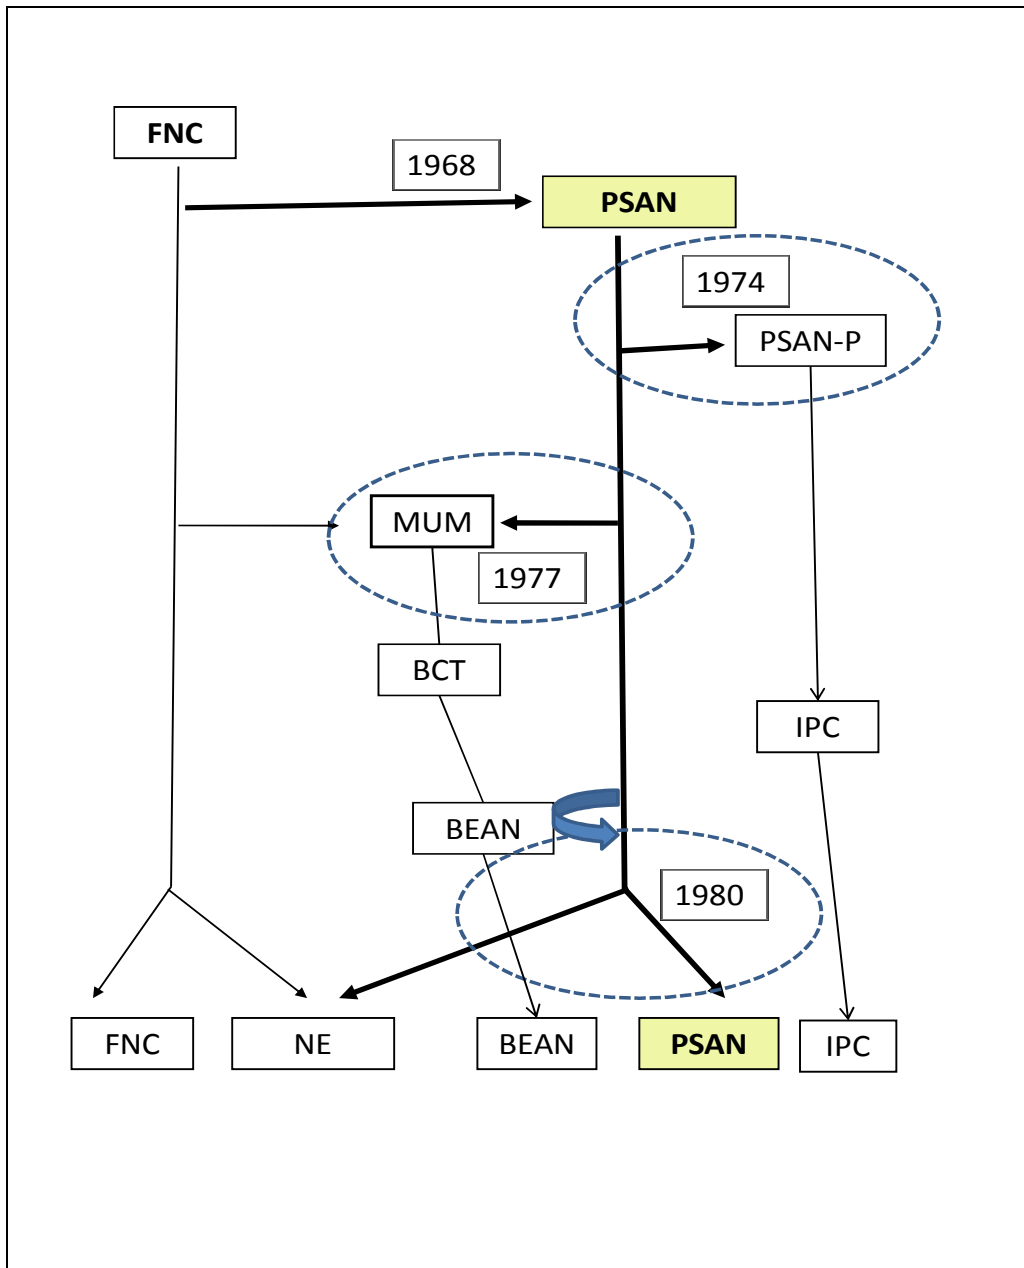 FNC
1968
PSAN
1974
PSAN-P
MUM
1977
BCT
IPC
BEAN
1980
FNC
NE
BEAN
PSAN
IPC